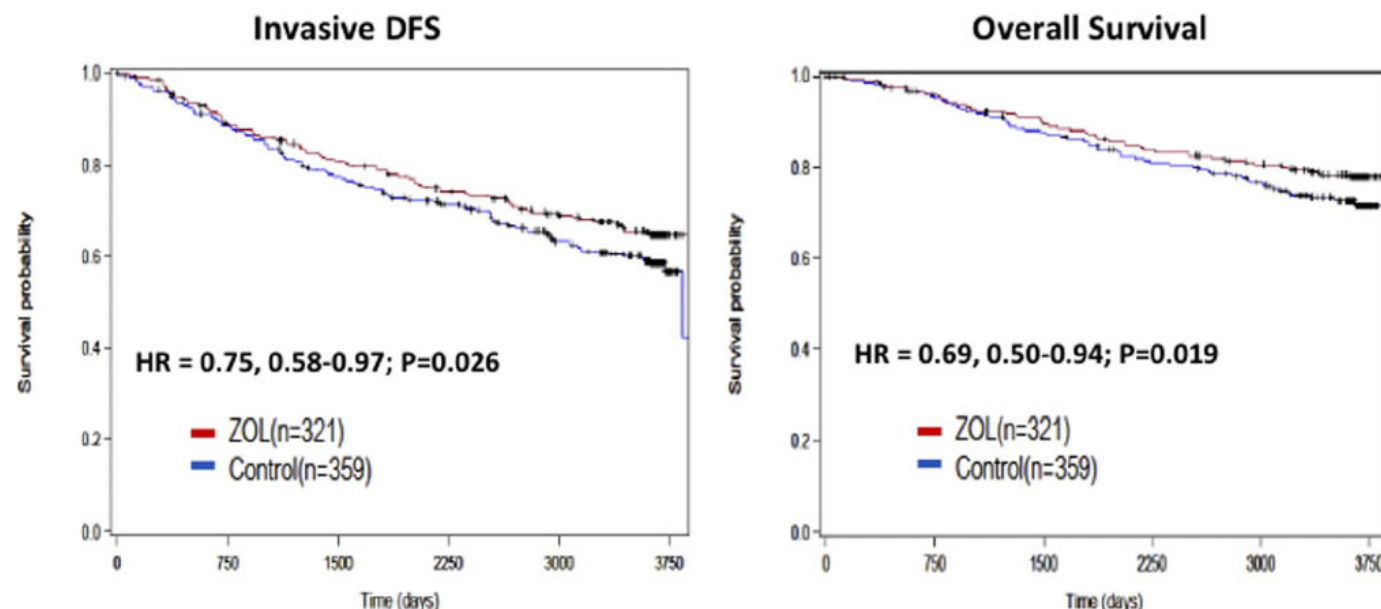 Invasive DFS
Survival probability
1.0
0.8
0.6
0.4
0.2
0.0
HR = 0.75, 0.58-0.97; P=0.026
ZOL(n=321)
Control(n=359)
0 750 1500 2250 3000 3750
Time (days)
Overall Survival
Survival probability
1.0
0.8
0.6
0.4
0.2
0.0
HR = 0.69, 0.50-0.94; P=0.019
ZOL(n=321)
Control(n=359)
0 750 1500 2250 3000 3750
Time (days)